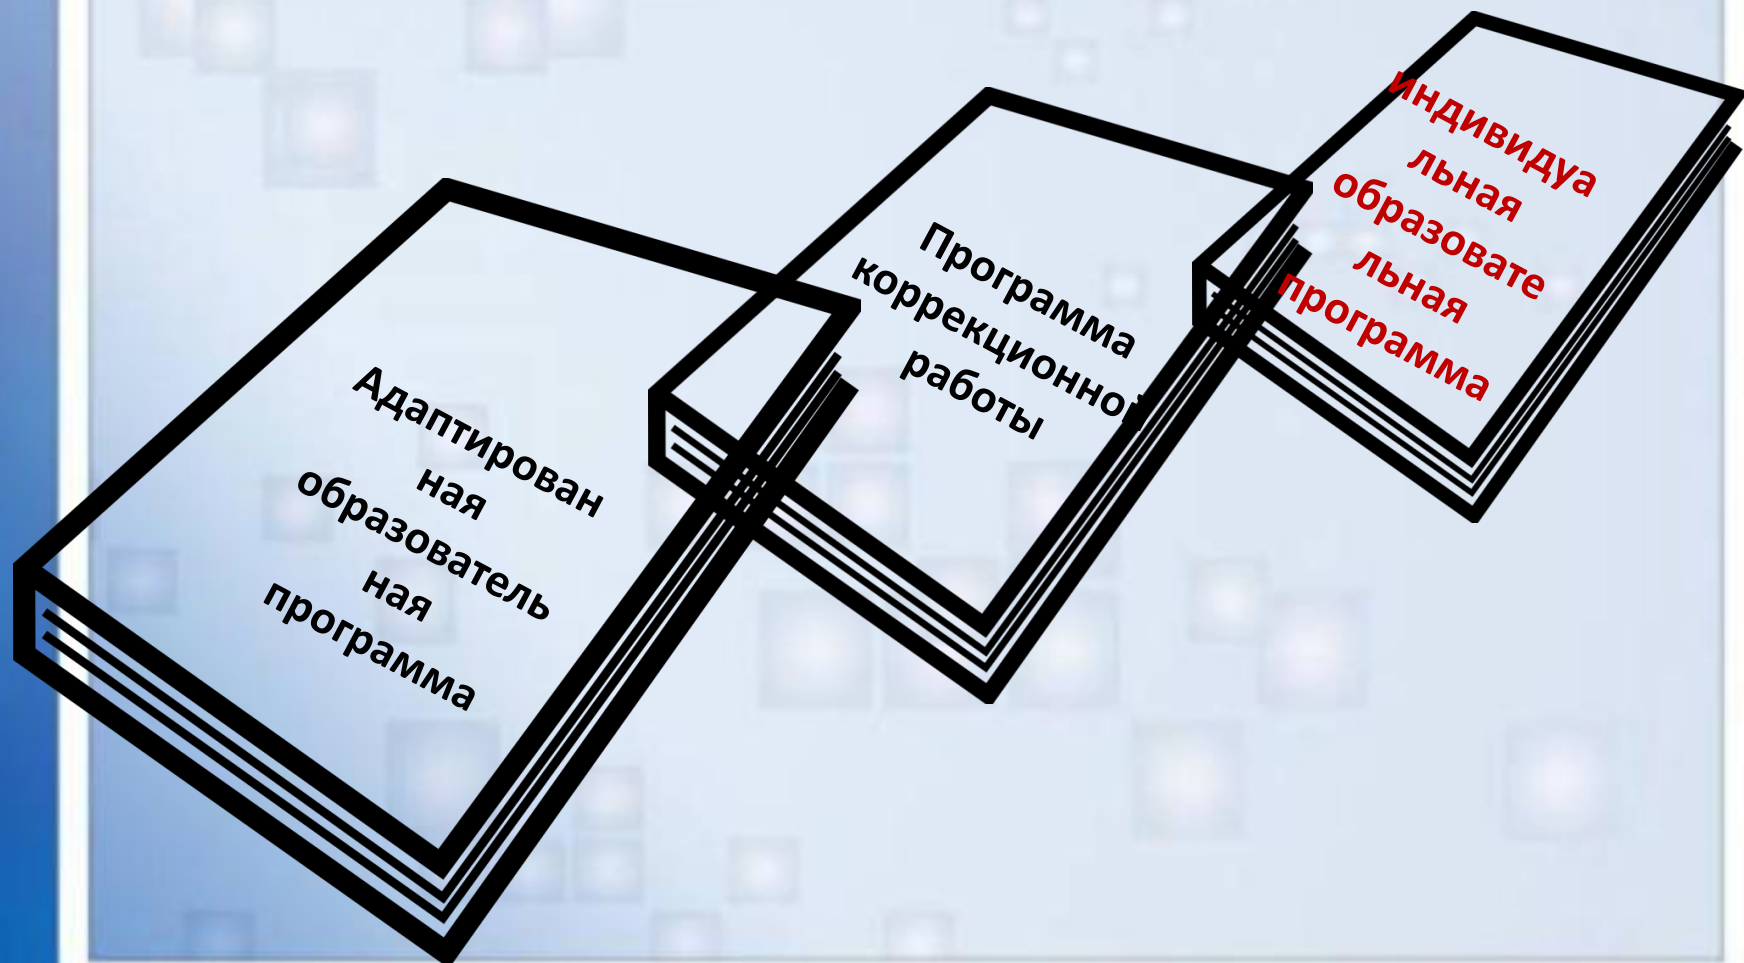 Адаптирован
ная
образователь
ная
программа
Программа
коррекционной
работы
индивидуа
льная
образовате
льная
программа